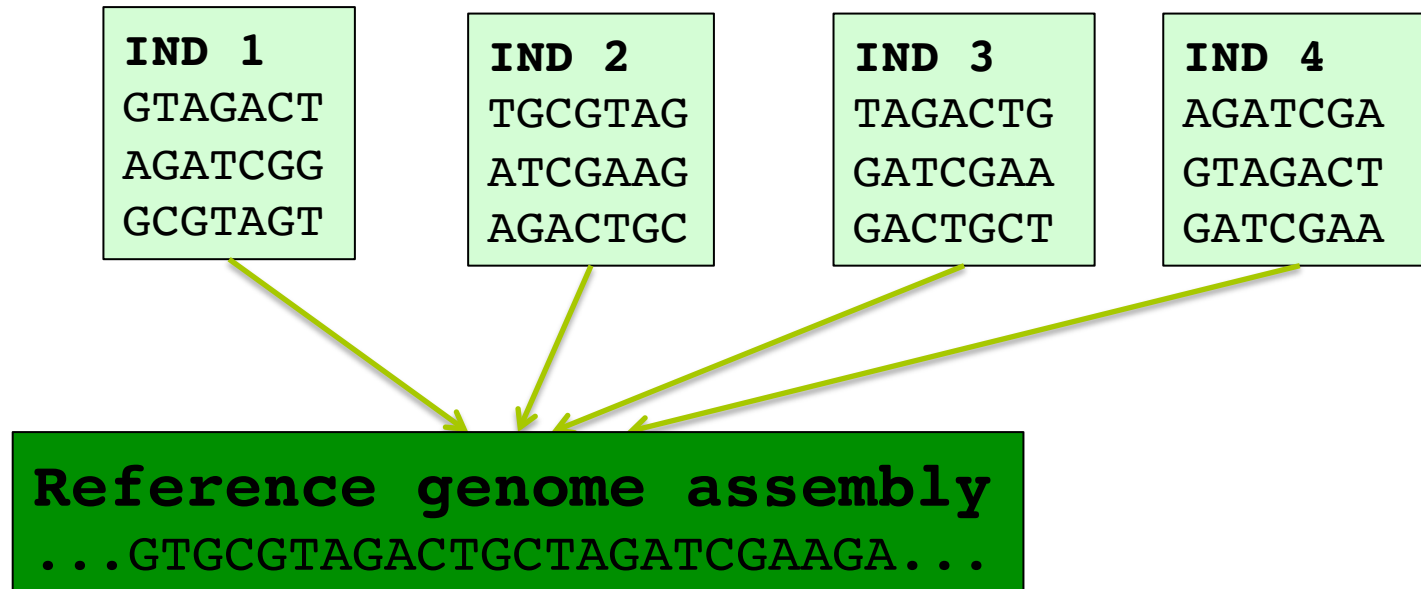 IND 1
GTAGACT
AGATCGG
GCGTAGT
IND 2
TGCGTAG
ATCGAAG
AGACTGC
IND 3
TAGACTG
GATCGAA
GACTGCT
IND 4
AGATCGA
GTAGACT
GATCGAA
Reference genome assembly
...GTGCGTAGACTGCTAGATCGAAGA...